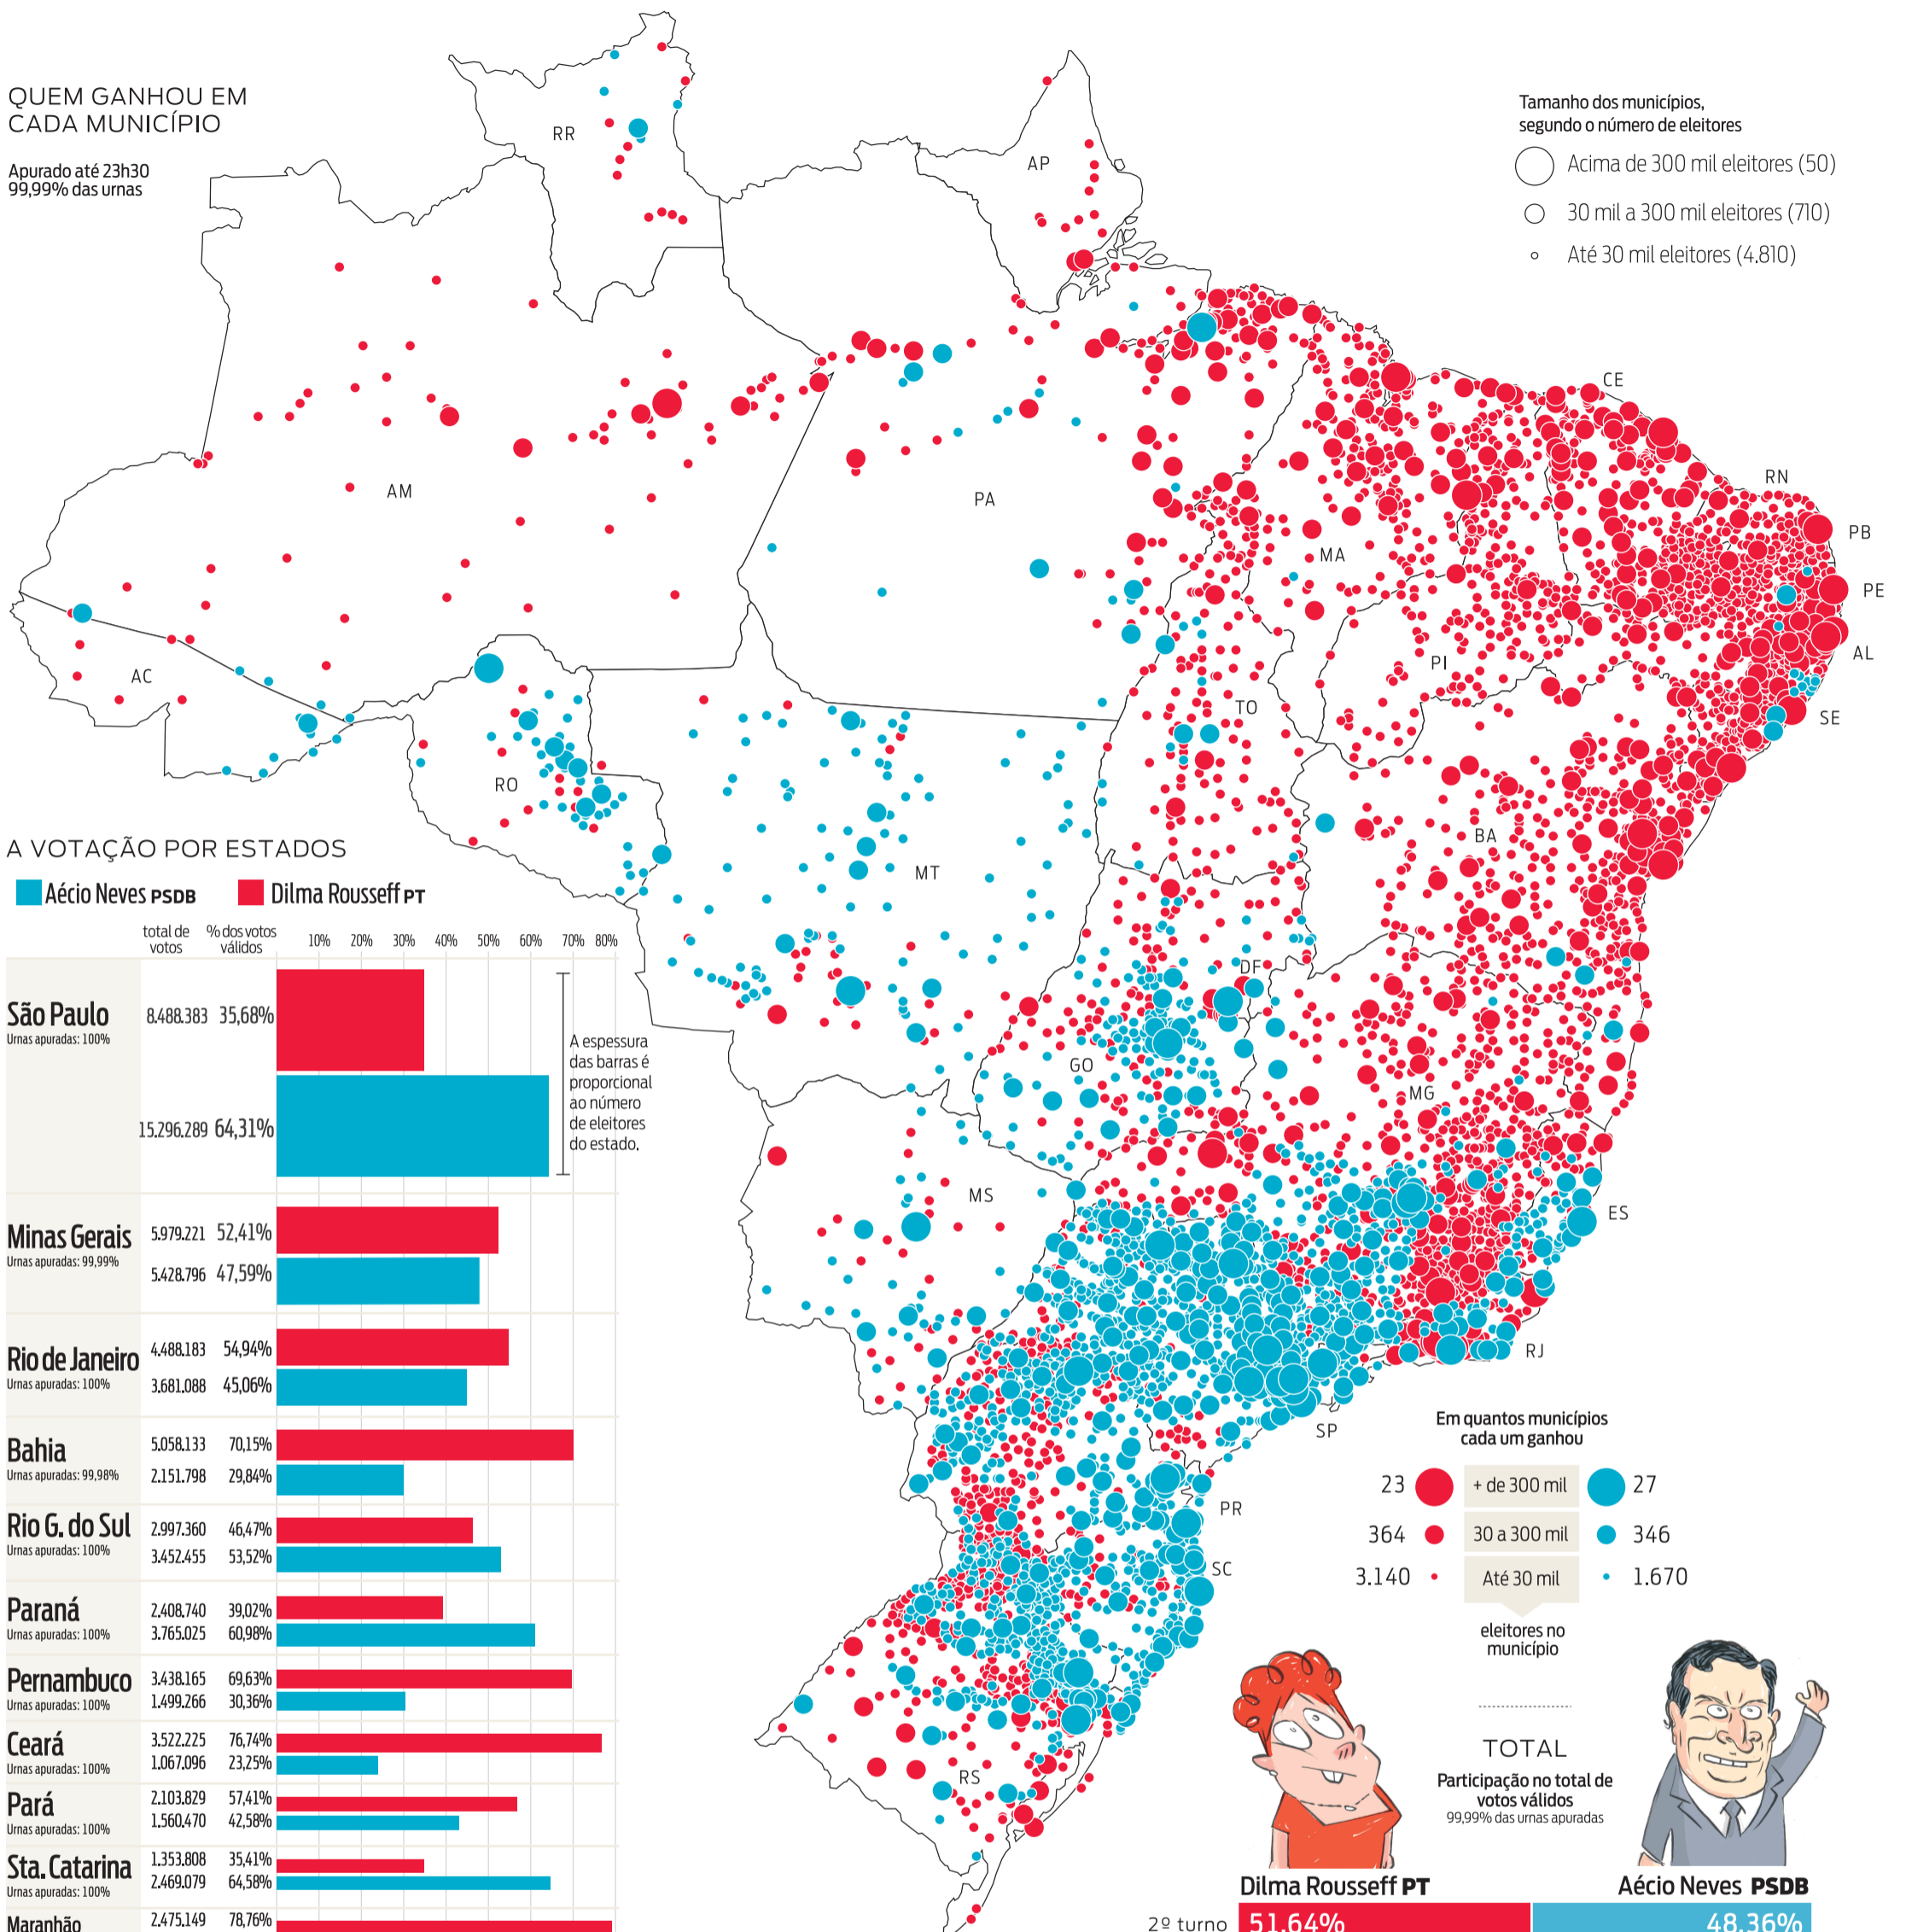 QUEM GANHOU EM
CADA MUNICÍPIO
Apurado até 23h30
99,99% das urnas
Tamanho dos municípios,
segundo o número de eleitores
Acima de 300 mil eleitores (50)
30 mil a 300 mil eleitores (710)
Até 30 mil eleitores (4.810)
RR
AP
AM
PA
CE
RN
PB
PE
AL
SE
MA
PI
TO
BA
AC
RO
MT
DF
GO
MG
MS
ES
RJ
SP
PR
SC
RS
A VOTAÇÃO POR ESTADOS
Aécio Neves PSDB
Dilma Rousseff PT
total de votos
% dos votos válidos
10% 20% 30% 40% 50% 60% 70% 80%
São Paulo
Urnas apuradas: 100%
8.488.383 35,68%
15.296.289 64,31%
A espessura
das barras é
proporcional
ao número
de eleitores
do estado.
Minas Gerais
Urnas apuradas: 99,99%
5.979.221 52,41%
5.428.796 47,59%
Rio de Janeiro
Urnas apuradas: 100%
4.488.183 54,94%
3.681.088 45,06%
Bahia
Urnas apuradas: 99,98%
5.058.133 70,15%
2.151.798 29,84%
Rio G. do Sul
Urnas apuradas: 100%
2.997.360 46,47%
3.452.455 53,52%
Paraná
Urnas apuradas: 100%
2.408.740 39,02%
3.765.025 60,98%
Pernambuco
Urnas apuradas: 100%
3.438.165 69,63%
1.499.266 30,36%
Ceará
Urnas apuradas: 100%
3.522.225 76,74%
1.067.096 23,25%
Pará
Urnas apuradas: 100%
2.103.829 57,41%
1.560.470 42,58%
Sta. Catarina
Urnas apuradas: 100%
1.353.808 35,41%
2.469.079 64,58%
Maranhão
2.475.149 78,76%
Em quantos municípios
cada um ganhou
23 + de 300 mil 27
364 30 a 300 mil 346
3.140 Até 30 mil 1.670
eleitores no
município
TOTAL
Participação no total de
votos válidos
99,99% das urnas apuradas
Dilma Rousseff PT
Aécio Neves PSDB
2º turno 51,64% 48,36%